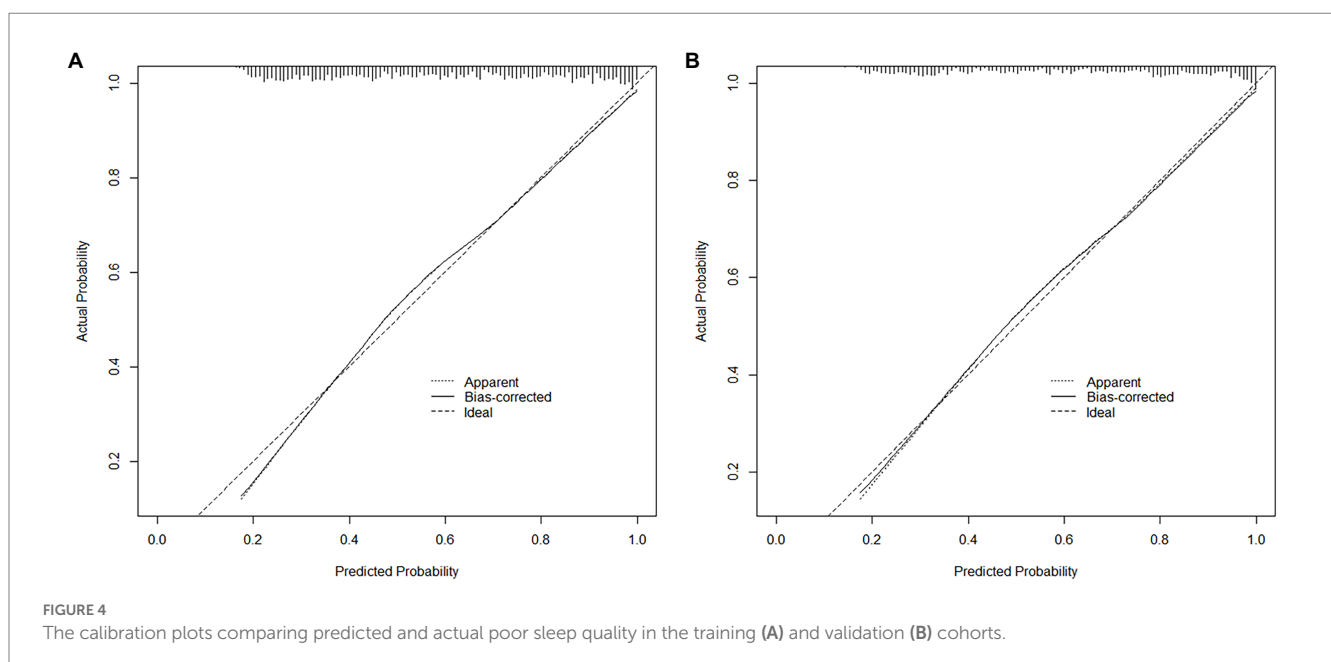 A
1.0
0.8
0.6
0.4
0.2
Actual Probability
Apparent
Bias-corrected
Ideal
0.0 0.2 0.4 0.6 0.8 1.0
Predicted Probability
B
1.0
0.8
0.6
0.4
0.2
Actual Probability
Apparent
Bias-corrected
Ideal
0.0 0.2 0.4 0.6 0.8 1.0
Predicted Probability
FIGURE 4
The calibration plots comparing predicted and actual poor sleep quality in the training (A) and validation (B) cohorts.